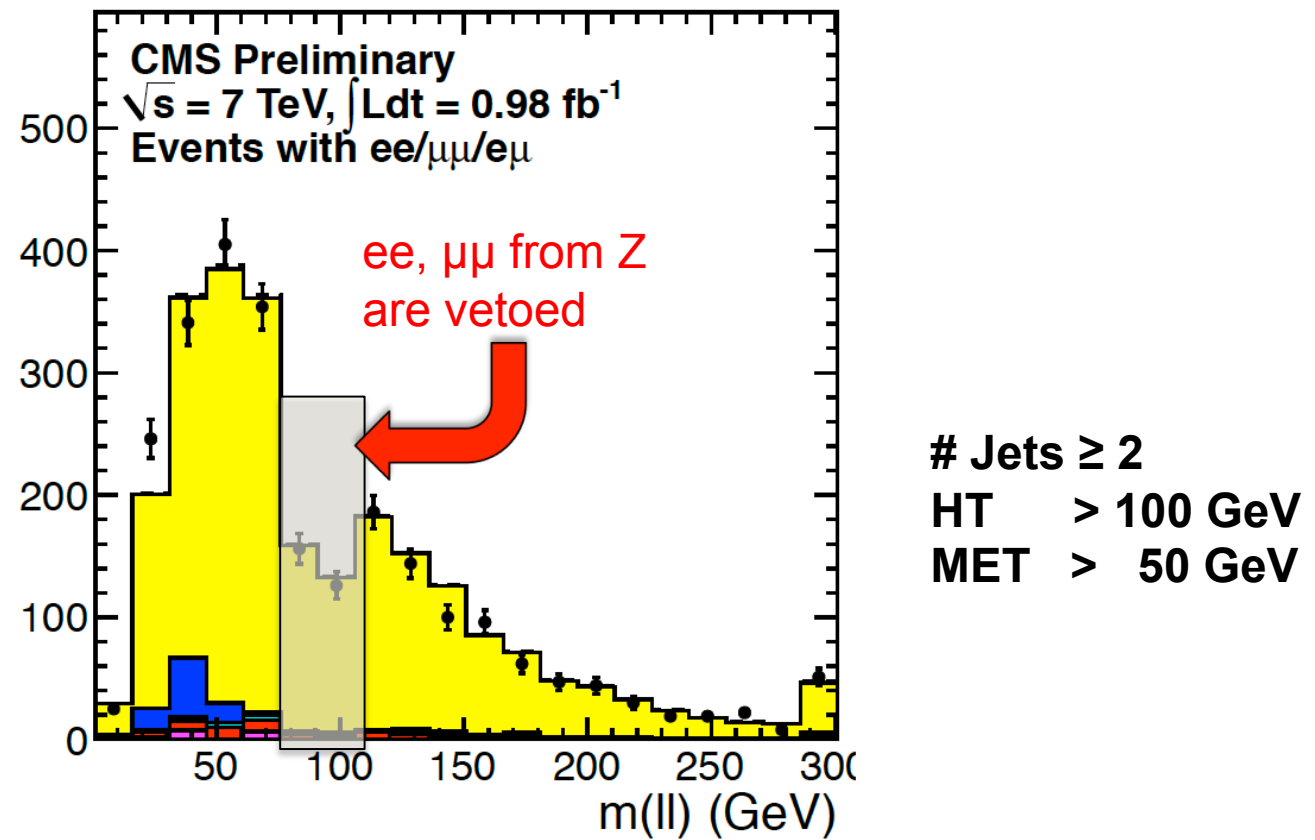 CMS Preliminary
√s = 7 TeV, ∫Ldt = 0.98 fb⁻¹
Events with ee/μμ/eμ
500
400
300
200
100
0
ee, μμ from Z
are vetoed
50 100 150 200 250 300
m(ll) (GeV)
# Jets ≥ 2
HT > 100 GeV
MET > 50 GeV